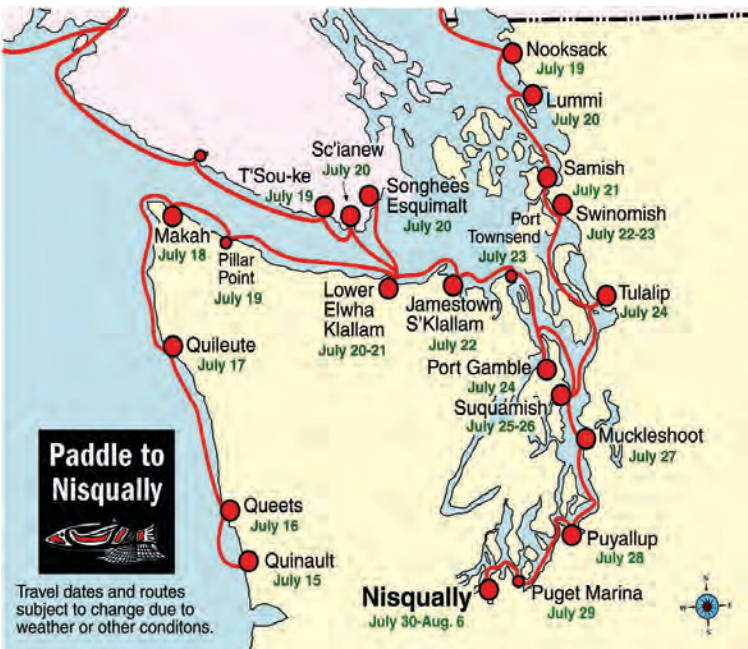 Nooksack
July 19
Lummi
July 20
Sc'ianew
July 20
T'Sou-ke
July 19
Songhees
Esquimalt
July 20
Samish
July 21
Swinomish
July 22-23
Port
Townsend
July 23
Makah
July 18
Pillar
Point
July 19
Lower
Elwha
Klallam
July 20-21
Jamestown
S'Klallam
July 22
Tulalip
July 24
Quileute
July 17
Port Gamble
July 24
Suquamish
July 25-26
Muckleshoot
July 27
Paddle to
Nisqually
Queets
July 16
Quinault
July 15
Puyallup
July 28
Nisqually
July 30-Aug. 6
Puget Marina
July 29
Travel dates and routes
subject to change due to
weather or other conditons.
N
W
E
S